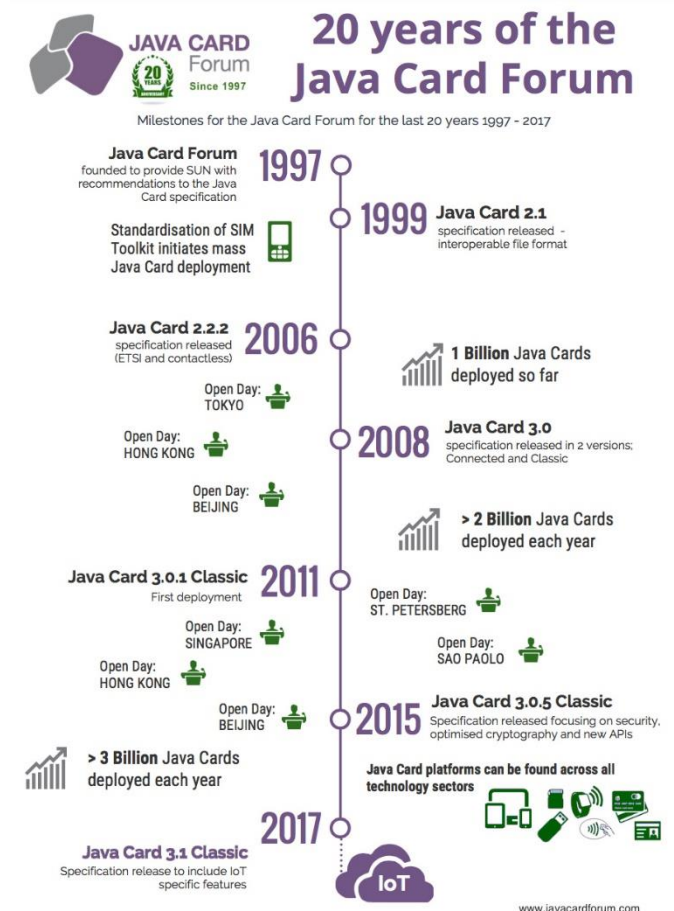 JAVA CARD
Forum
20
YEARS
ANNIVERSARY
Since 1997
20 years of the
Java Card Forum
Milestones for the Java Card Forum for the last 20 years 1997 - 2017
Java Card Forum
founded to provide SUN with
recommendations to the Java
Card specification
1997
1999
Java Card 2.1
specification released -
interoperable file format
Standardisation of SIM
Toolkit initiates mass
Java Card deployment
Java Card 2.2.2
specification released
(ETSI and contactless)
2006
1 Billion Java Cards
deployed so far
Open Day:
TOKYO
Open Day:
HONG KONG
2008
Java Card 3.0
specification released in 2 versions;
Connected and Classic
Open Day:
BEIJING
> 2 Billion Java Cards
deployed each year
Java Card 3.0.1 Classic
First deployment
2011
Open Day:
ST. PETERSBERG
Open Day:
SINGAPORE
Open Day:
SAO PAOLO
Open Day:
HONG KONG
Open Day:
BEIJING
2015
Java Card 3.0.5 Classic
Specification released focusing on security,
optimised cryptography and new APIs
> 3 Billion Java Cards
deployed each year
Java Card platforms can be found across all
technology sectors
2017
Java Card 3.1 Classic
Specification release to include IoT
specific features
IoT
www.javacardforum.com